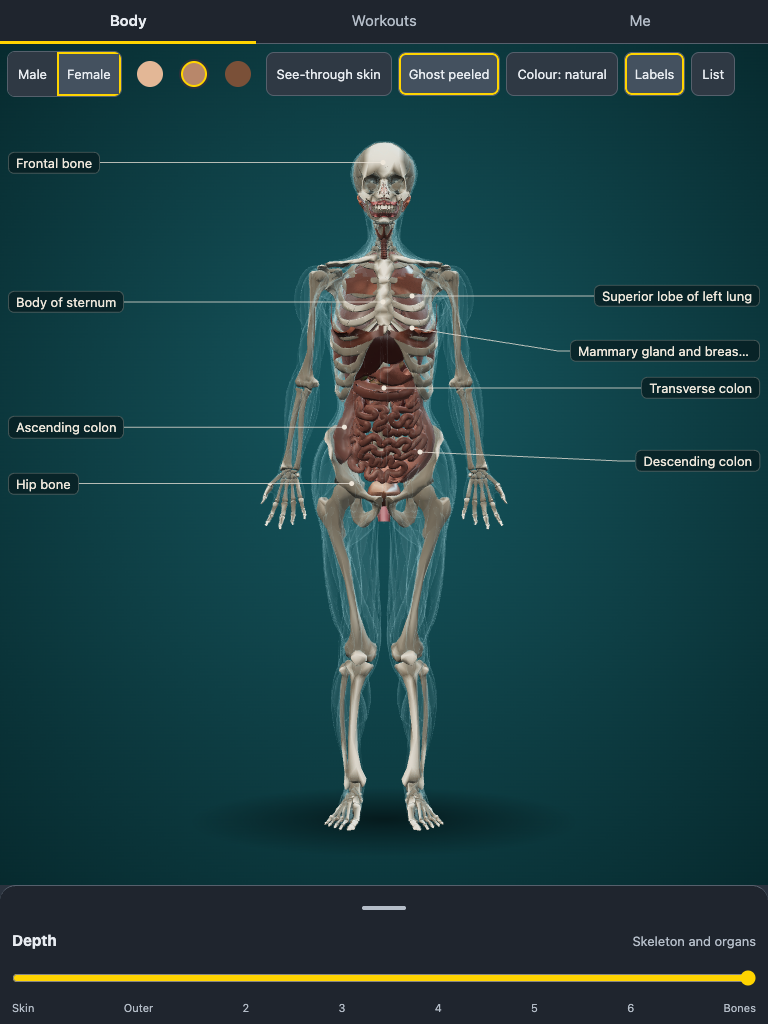 Body Workouts Me
Male Female See-through skin Ghost peeled Colour: natural Labels List
Frontal bone
Body of sternum
Superior lobe of left lung
Mammary gland and breas...
Transverse colon
Ascending colon
Descending colon
Hip bone
Depth Skeleton and organs
Skin Outer 2 3 4 5 6 Bones